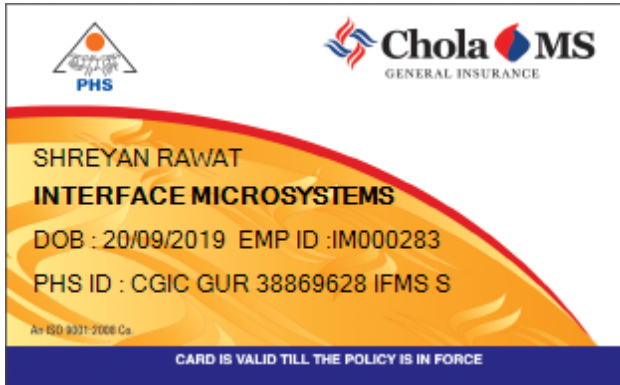 PHS
Chola MS
GENERAL INSURANCE
SHREYAN RAWAT
INTERFACE MICROSYSTEMS
DOB : 20/09/2019 EMP ID :IM000283
PHS ID : CGIC GUR 38869628 IFMS S
An ISO 9001-2008 Co.
CARD IS VALID TILL THE POLICY IS IN FORCE